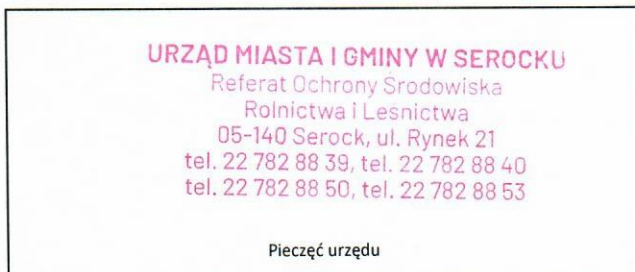 URZĄD MIASTA I GMINY W SEROCKU
Referat Ochrony Środowiska
Rolnictwa i Leśnictwa
05-140 Serock, ul. Rynek 21
tel. 22 782 88 39, tel. 22 782 88 40
tel. 22 782 88 50, tel. 22 782 88 53
Pieczęć urzędu